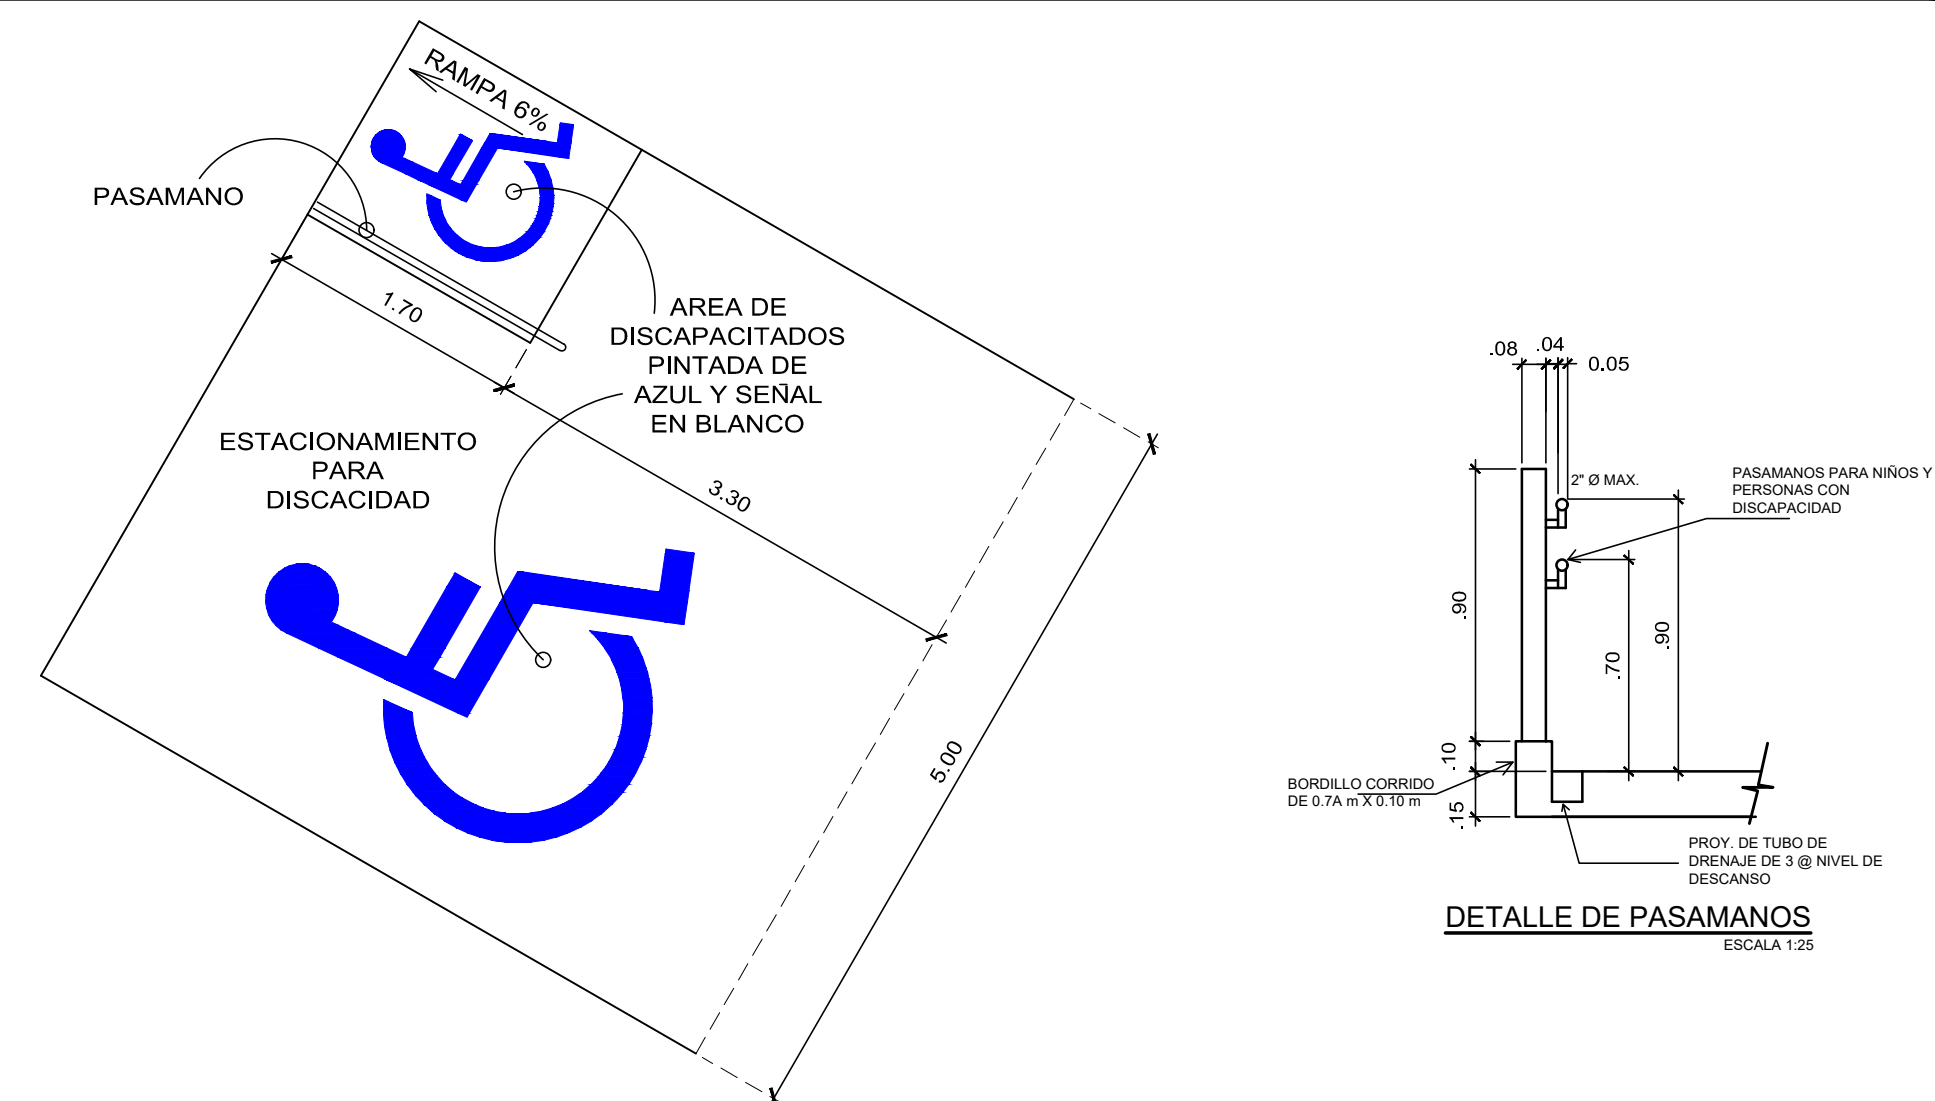 RAMPA 6%
PASAMANO
1.70
AREA DE
DISCAPACITADOS
PINTADA DE
AZUL Y SEÑAL
EN BLANCO
ESTACIONAMIENTO
PARA
DISCACIDAD
3.30
5.00
.08
.04
0.05
2" Ø MAX.
PASAMANOS PARA NIÑOS Y
PERSONAS CON
DISCAPACIDAD
.90
.70
.90
.10
.15
BORDILLO CORRIDO
DE 0.7A m X 0.10 m
PROY. DE TUBO DE
DRENAJE DE 3 @ NIVEL DE
DESCANSO
DETALLE DE PASAMANOS
ESCALA 1:25